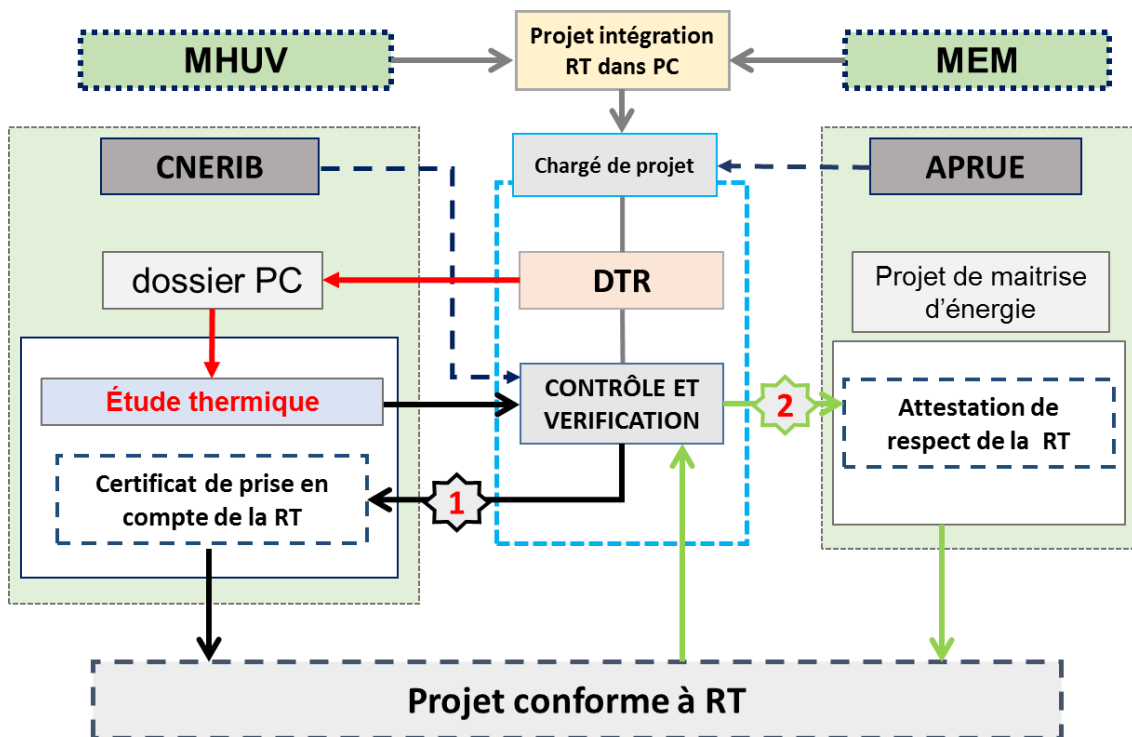 MHUV
Projet intégration
RT dans PC
MEM
CNERIB
Chargé de projet
APRUE
dossier PC
DTR
Projet de maitrise
d’énergie
Étude thermique
CONTRÔLE ET
VERIFICATION
2
Attestation de
respect de la RT
Certificat de prise en
compte de la RT
1
Projet conforme à RT